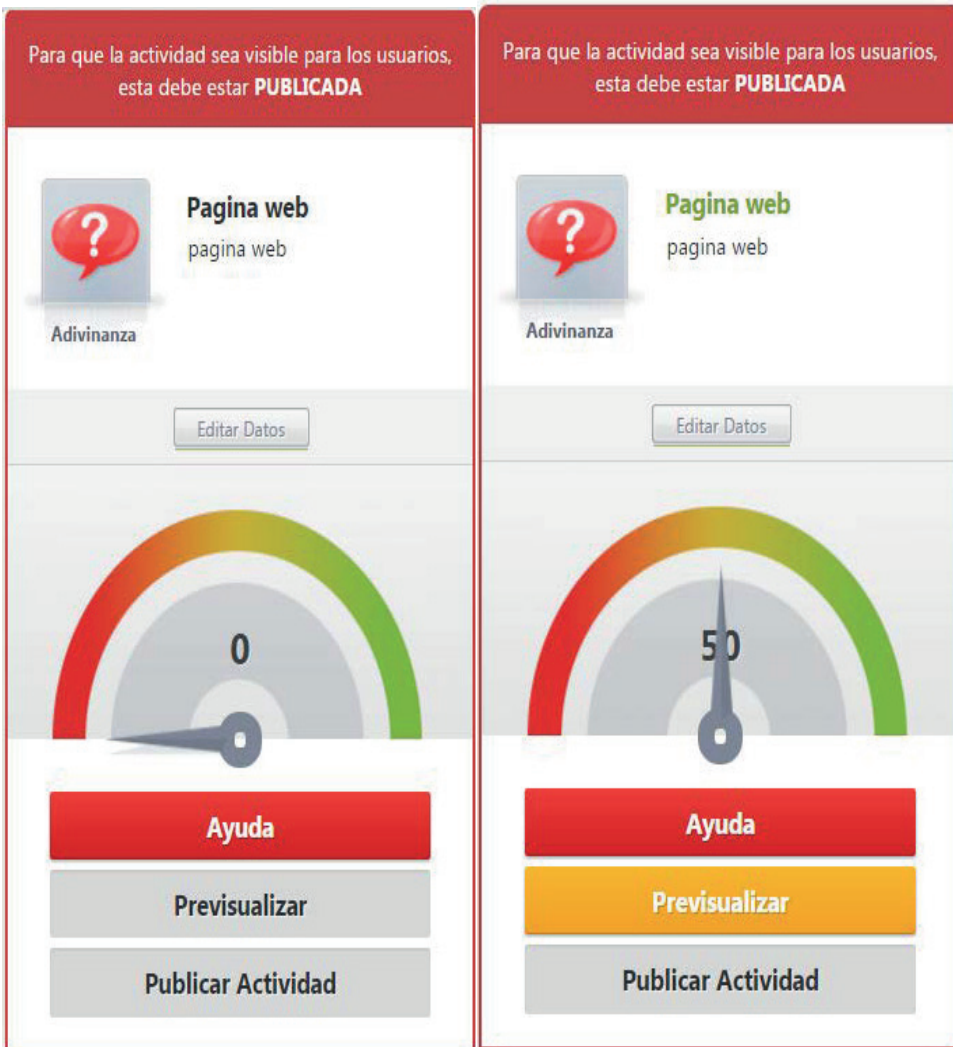 Para que la actividad sea visible para los usuarios,
esta debe estar PUBLICADA
Pagina web
pagina web
Adivinanza
Editar Datos
0
Ayuda
Previsualizar
Publicar Actividad
Para que la actividad sea visible para los usuarios,
esta debe estar PUBLICADA
Pagina web
pagina web
Adivinanza
Editar Datos
50
Ayuda
Previsualizar
Publicar Actividad